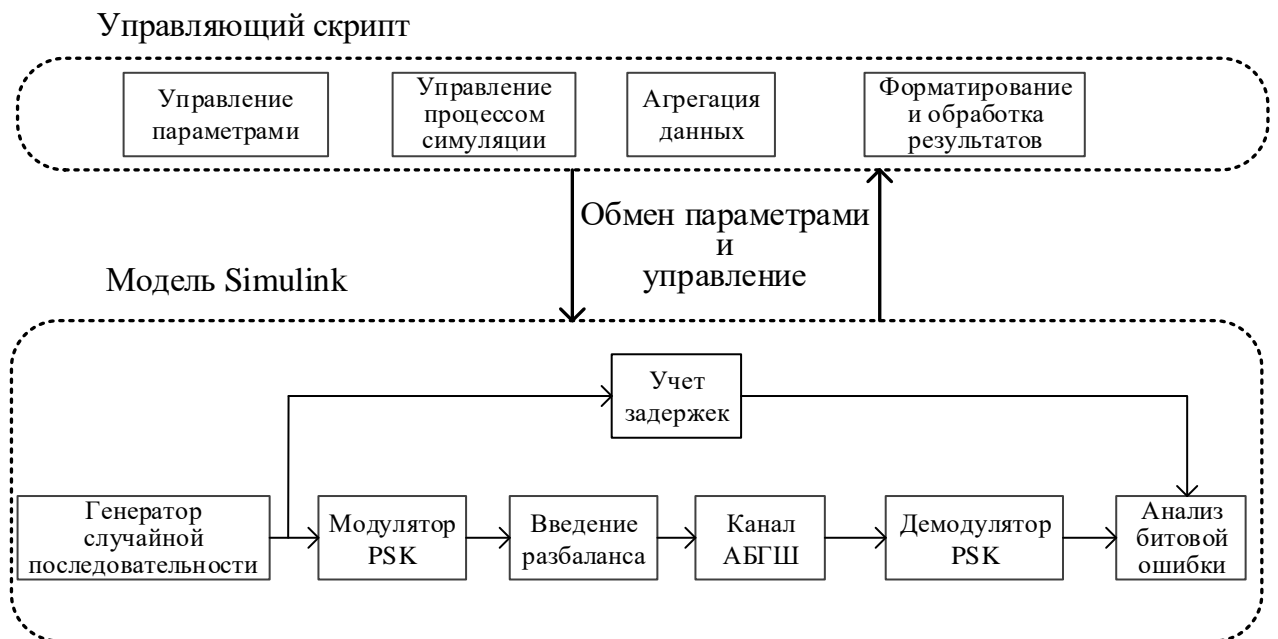 Управляющий скрипт
Управление
параметрами
Управление
процессом
симуляции
Агрегация
данных
Форматирование
и обработка
результатов
Обмен параметрами
и
управление
Модель Simulink
Учет
задержек
Генератор
случайной
последовательности
Модулятор
PSK
Введение
разбаланса
Канал
АБГШ
Демодулятор
PSK
Анализ
битовой
ошибки